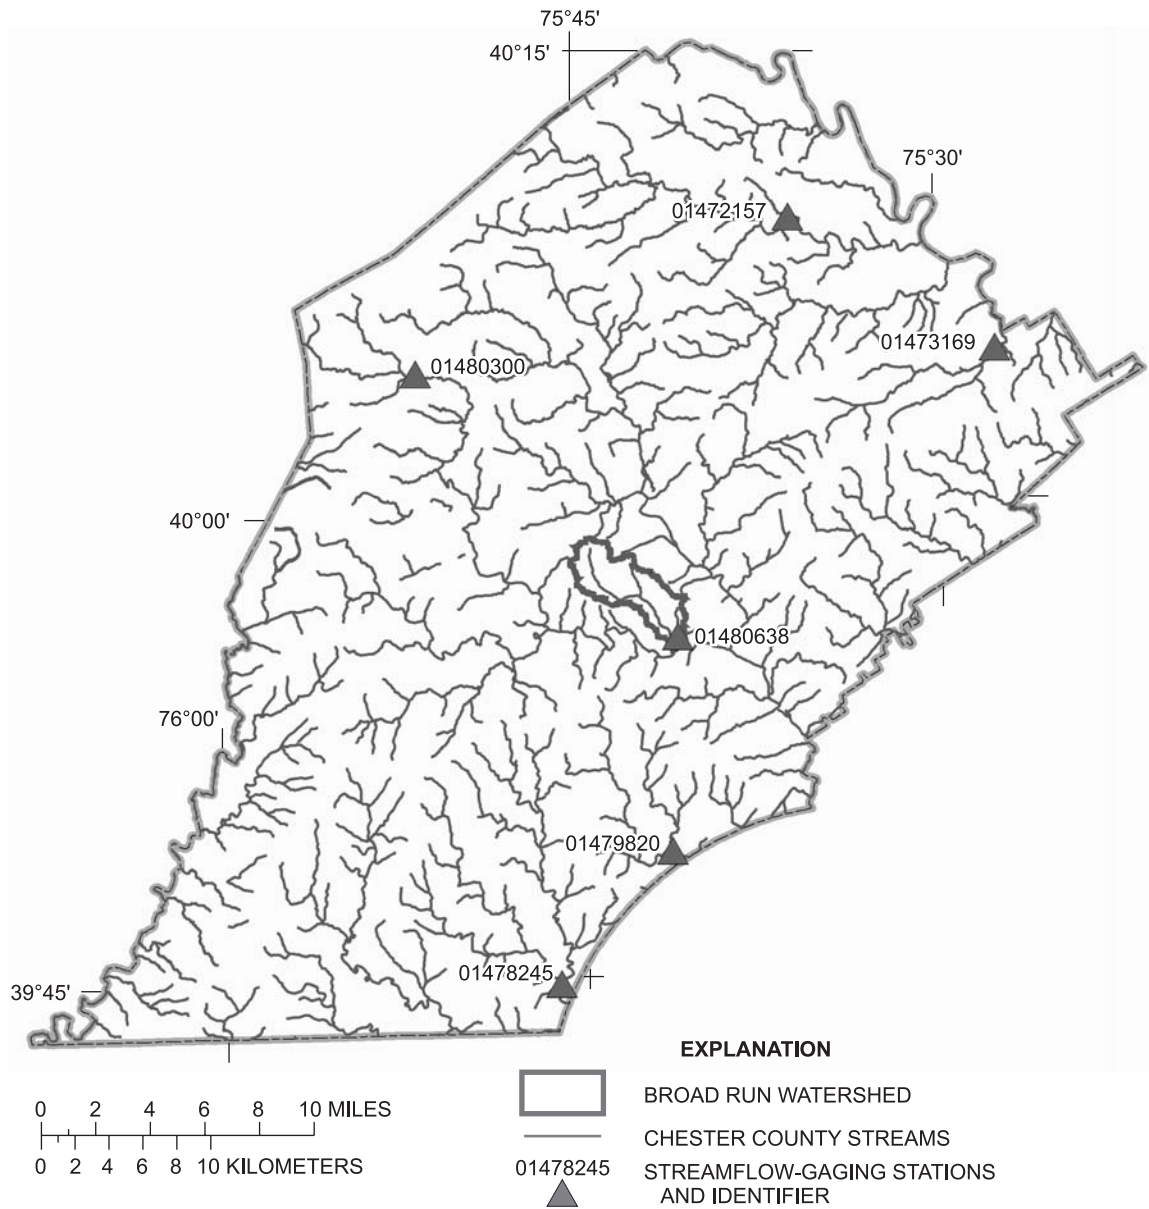 75°45'
40°15'
75°30'
01472157
01473169
01480300
40°00'
01480638
76°00'
01479820
01478245
39°45'
EXPLANATION
BROAD RUN WATERSHED
CHESTER COUNTY STREAMS
01478245
STREAMFLOW-GAGING STATIONS
AND IDENTIFIER
0 2 4 6 8 10 MILES
0 2 4 6 8 10 KILOMETERS